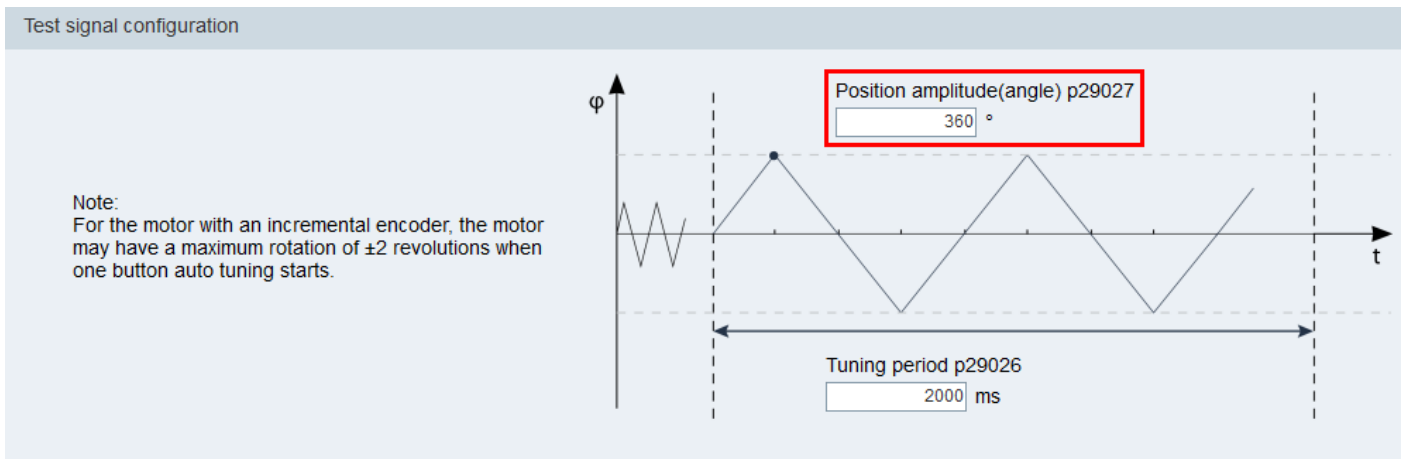 Test signal configuration
Position amplitude(angle) p29027
360 °
φ
Note:
For the motor with an incremental encoder, the motor
may have a maximum rotation of ±2 revolutions when
one button auto tuning starts.
t
Tuning period p29026
2000 ms